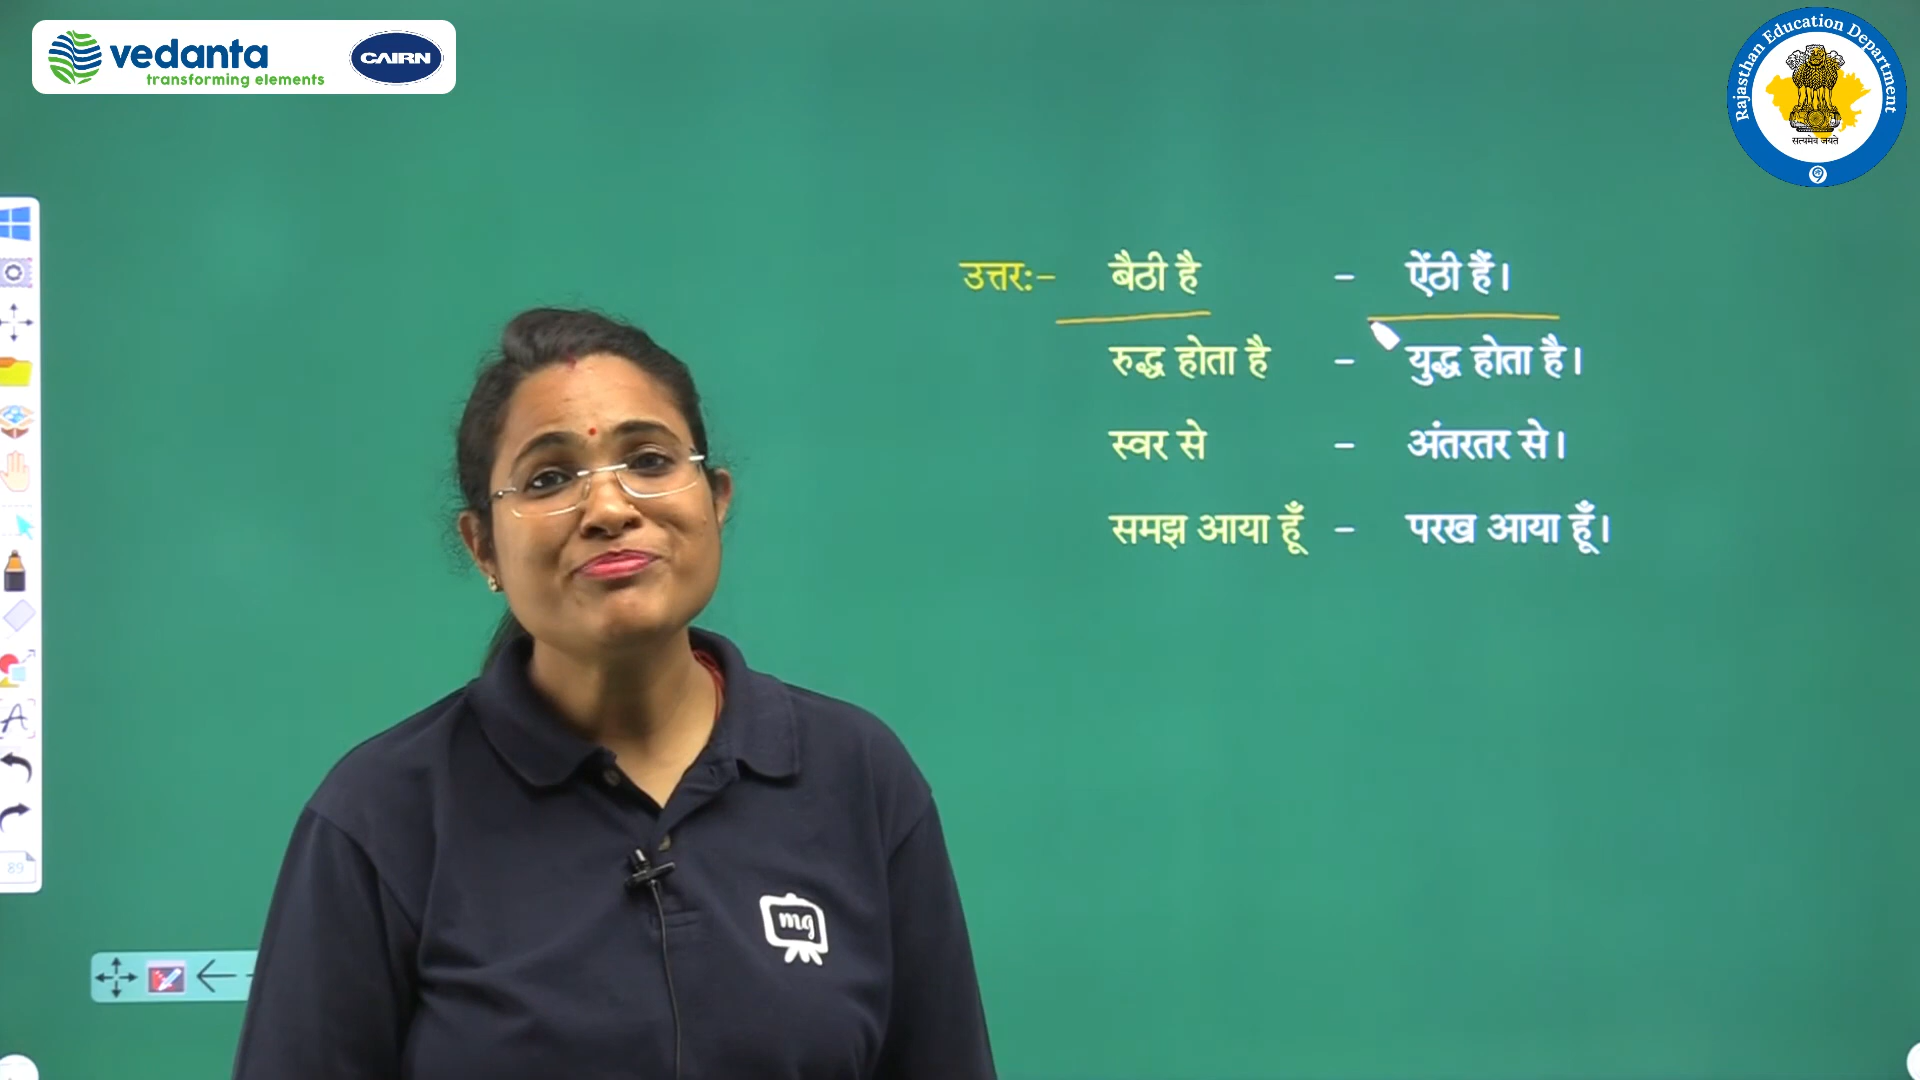 vedanta
transforming elements
CAIRN
Rajasthan Education Department
सत्यमेव जयते
उत्तर:- बैठी है - ऐंठी हैं।
रुद्ध होता है - युद्ध होता है।
स्वर से - अंतरतर से।
समझ आया हूँ - परख आया हूँ।
A
89
mg